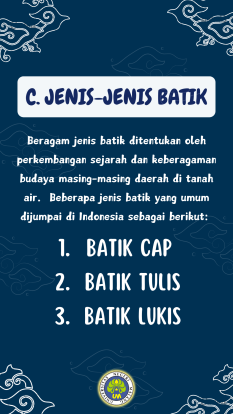 C. JENIS-JENIS BATIK
Beragam jenis batik ditentukan oleh
perkembangan sejarah dan keberagaman
budaya masing-masing daerah di tanah
air. Beberapa jenis batik yang umum
dijumpai di Indonesia sebagai berikut:
1. BATIK CAP
2. BATIK TULIS
3. BATIK LUKIS